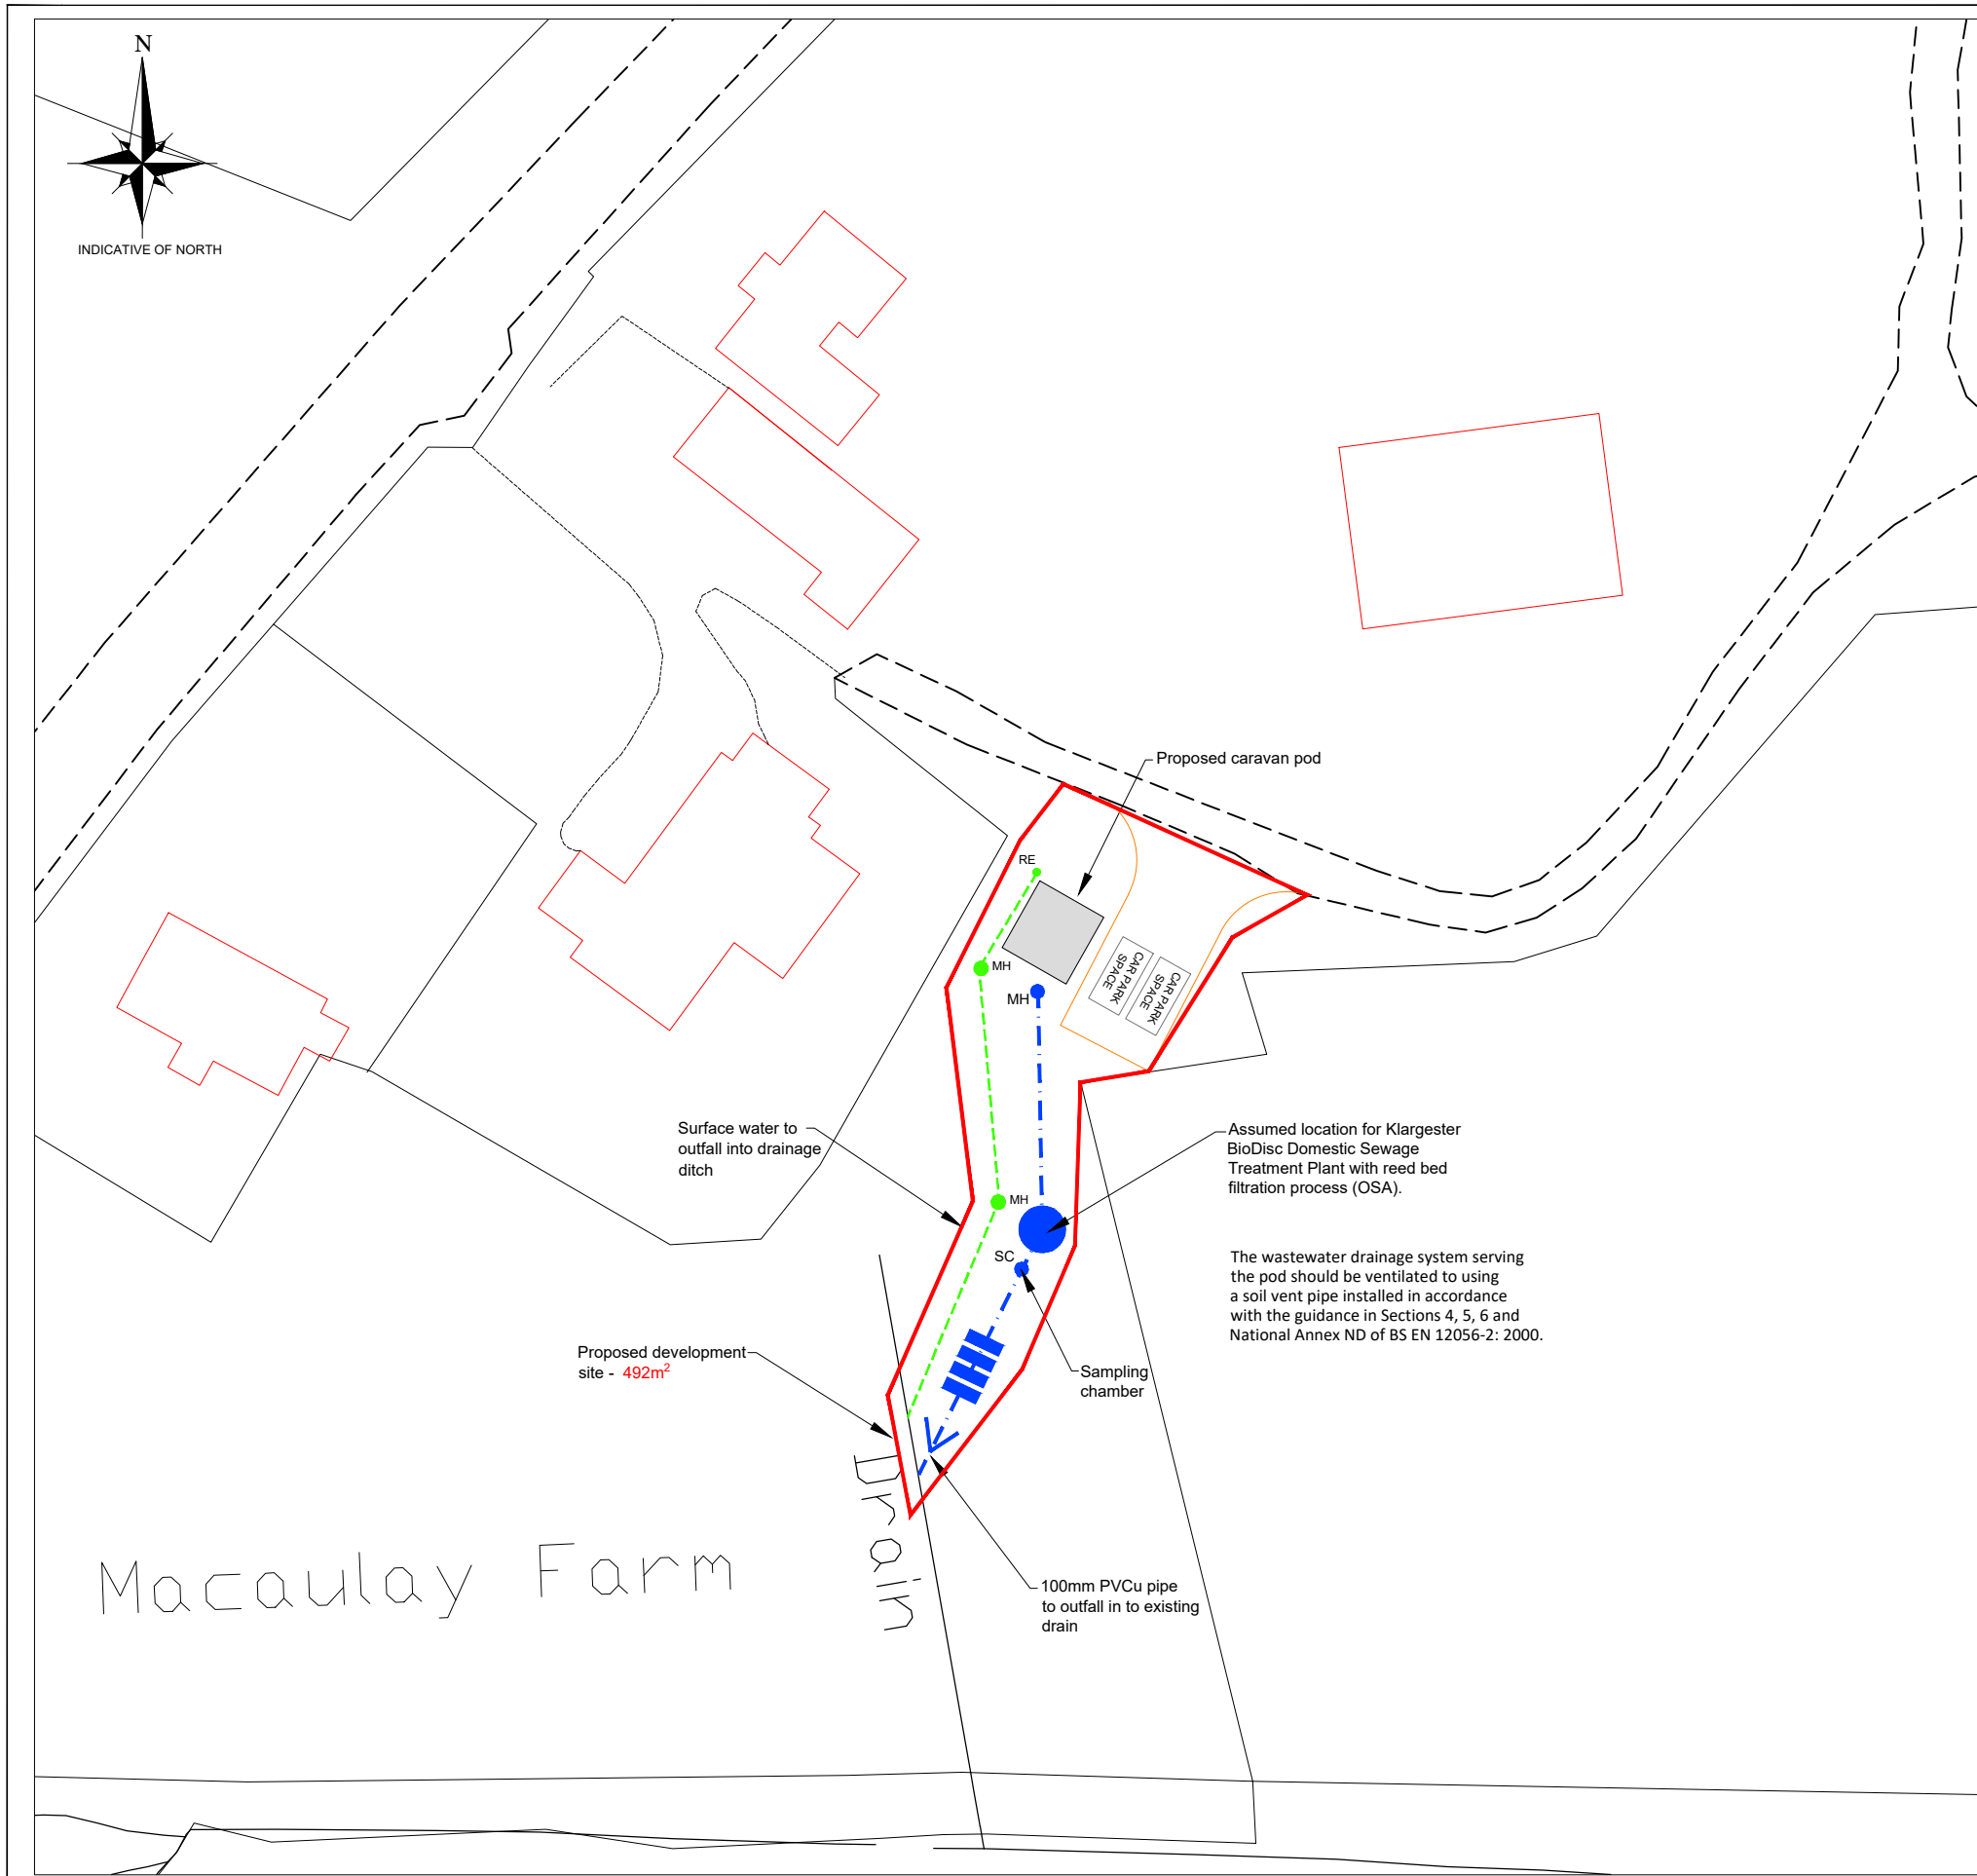 N
INDICATIVE OF NORTH
Proposed caravan pod
RE
MH
MH
CAR PARK
SPACE
CAR PARK
SPACE
Surface water to
outfall into drainage
ditch
Assumed location for Klargester
BioDisc Domestic Sewage
Treatment Plant with reed bed
filtration process (OSA).
MH
SC
The wastewater drainage system serving
the pod should be ventilated to using
a soil vent pipe installed in accordance
with the guidance in Sections 4, 5, 6 and
National Annex ND of BS EN 12056-2: 2000.
Proposed development
site - 492m²
Sampling
chamber
Drain
Macaulay Farm
100mm PVCu pipe
to outfall in to existing
drain